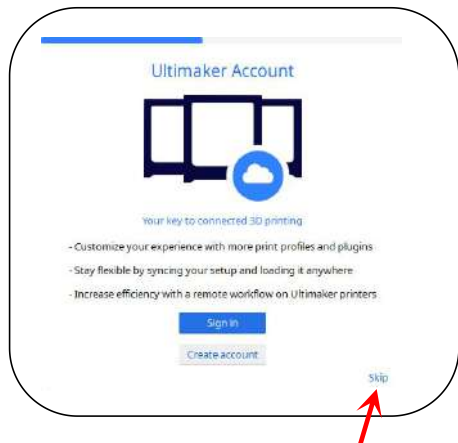 Ultimaker Account
Your key to connected 3D printing
- Customize your experience with more print profiles and plugins
- Stay flexible by syncing your setup and loading it anywhere
- Increase efficiency with a remote workflow on Ultimaker printers
Sign in
Create account
Skip